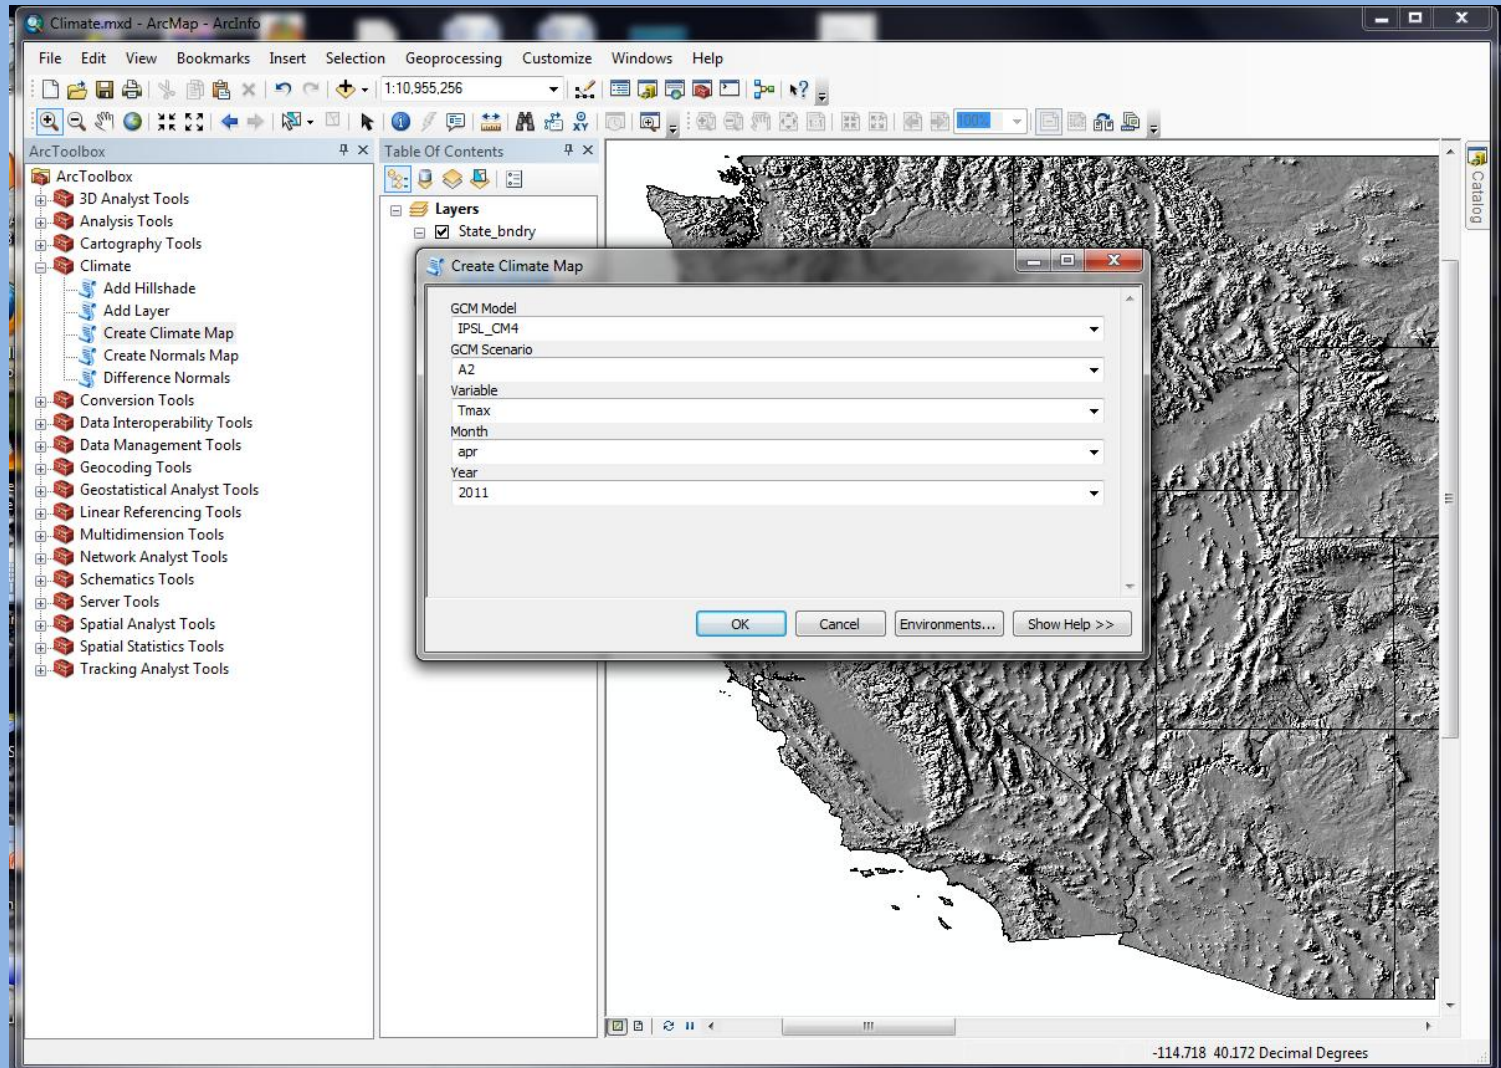 Climate.mxd - ArcMap - ArcInfo
File Edit View Bookmarks Insert Selection Geoprocessing Customize Windows Help
1:10,955,256
100%
ArcToolbox
ArcToolbox
3D Analyst Tools
Analysis Tools
Cartography Tools
Climate
Add Hillshade
Add Layer
Create Climate Map
Create Normals Map
Difference Normals
Conversion Tools
Data Interoperability Tools
Data Management Tools
Geocoding Tools
Geostatistical Analyst Tools
Linear Referencing Tools
Multidimension Tools
Network Analyst Tools
Schematics Tools
Server Tools
Spatial Analyst Tools
Spatial Statistics Tools
Tracking Analyst Tools
Table Of Contents
Layers
State_bndry
Create Climate Map
GCM Model
IPSL_CM4
GCM Scenario
A2
Variable
Tmax
Month
apr
Year
2011
OK Cancel Environments... Show Help >>
Catalog
-114.718 40.172 Decimal Degrees